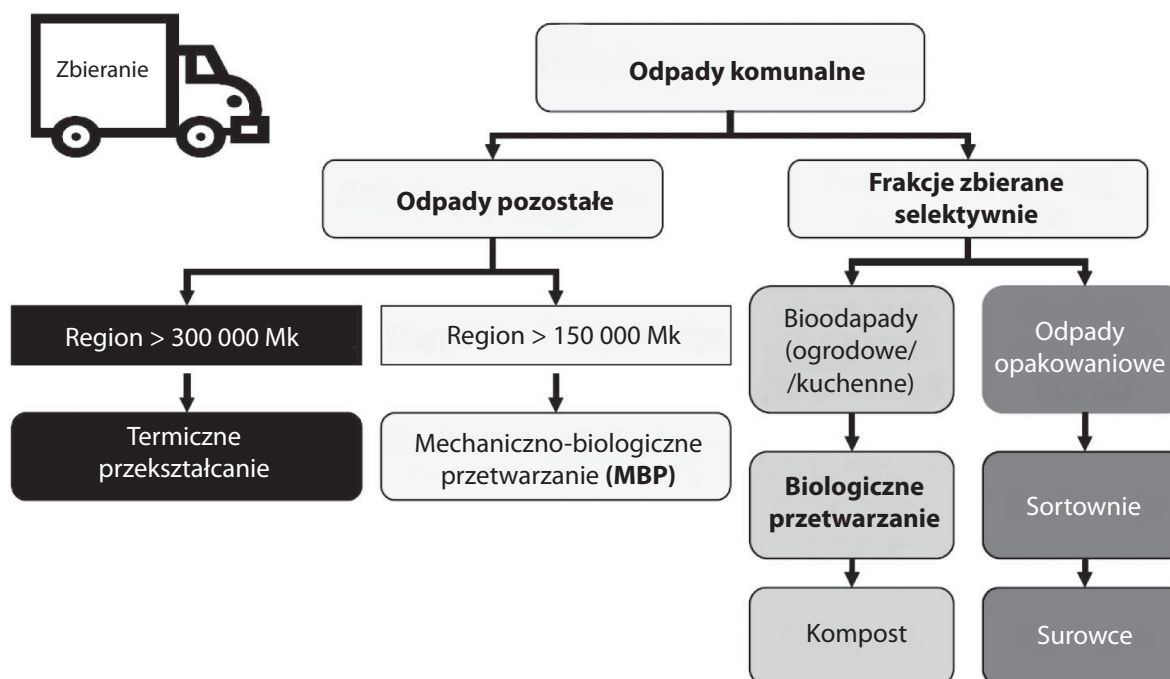 Zbieranie
Odpady komunalne
Odpady pozostałe
Frakcje zbierane
selektywnie
Region > 300 000 Mk
Region > 150 000 Mk
Bioodapady
(ogrodowe/
/kuchenne)
Odpady
opakowaniowe
Termiczne
przekształcanie
Mechaniczno-biologiczne
przetwarzanie (MBP)
Biologiczne
przetwarzanie
Sortownie
Kompost
Surowce